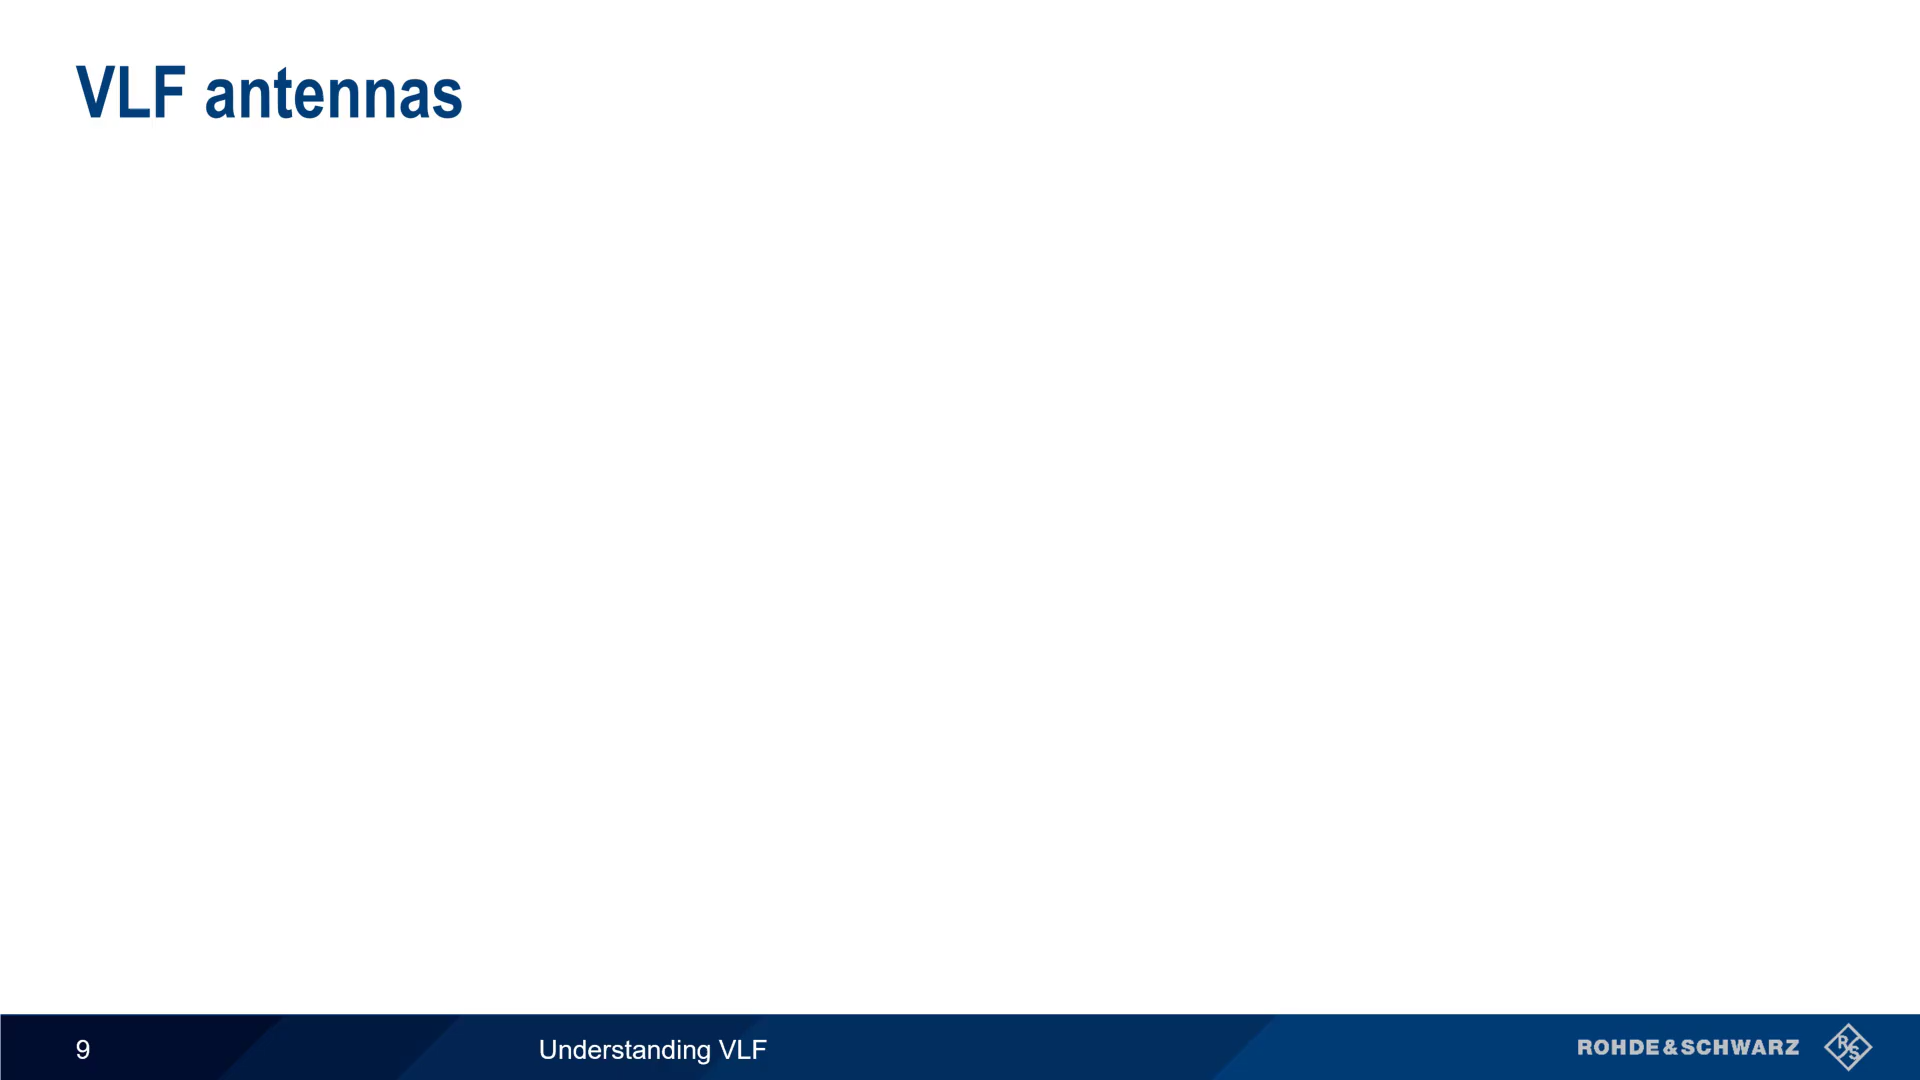 VLF antennas
9
Understanding VLF
ROHDE&SCHWARZ
R
S